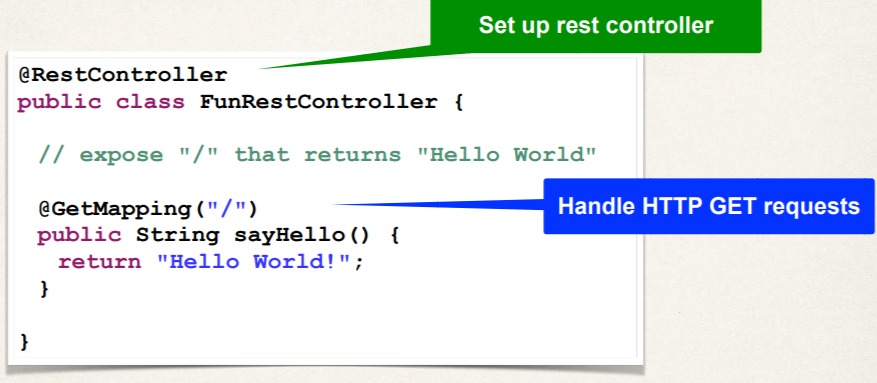 Set up rest controller
@RestController
public class FunRestController {
// expose "/" that returns "Hello World"
@GetMapping("/")
Handle HTTP GET requests
public String sayHello() {
return "Hello World!";
}
}